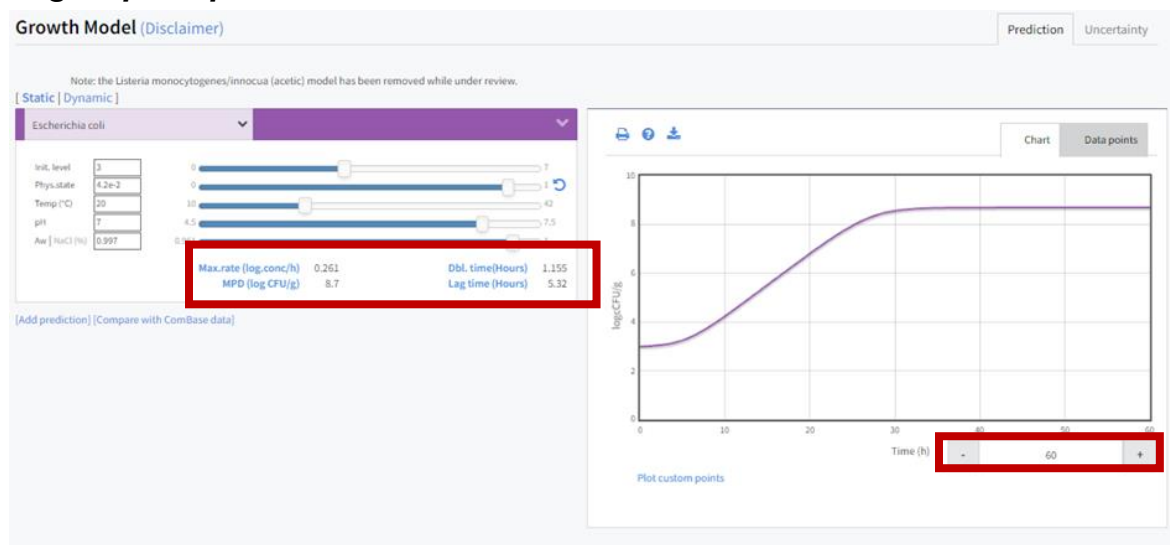 Growth Model (Disclaimer)
Prediction Uncertainty
Note: the Listeria monocytogenes/innocua (acetic) model has been removed while under review.
[ Static | Dynamic ]
Escherichia coli
Init. level 3 0 7
Phys.state 4.2e-2 0 1
Temp (°C) 20 10 42
pH 7 4.5 7.5
Aw | NaCl (%) 0.997 1
Max.rate (log.conc/h) 0.261 Dbl. time(Hours) 1.155
MPD (log CFU/g) 8.7 Lag time (Hours) 5.32
[Add prediction] [Compare with ComBase data]
Chart Data points
10
8
6
4
2
0
0 10 20 30 40 50 60
Time (h) - 60 +
Plot custom points